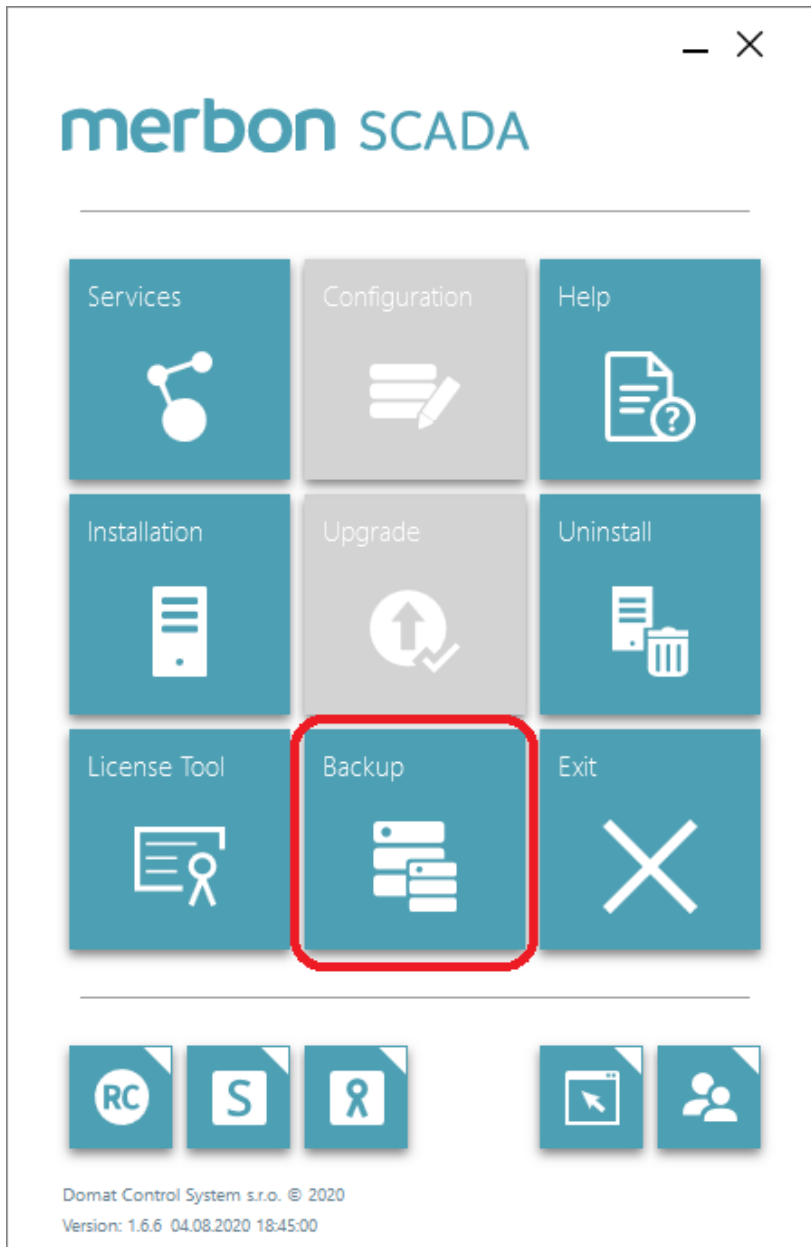 merbon SCADA
Services
Configuration
Help
?
Installation
Upgrade
Uninstall
License Tool
Backup
Exit
RC
S
Domat Control System s.r.o. © 2020
Version: 1.6.6 04.08.2020 18:45:00